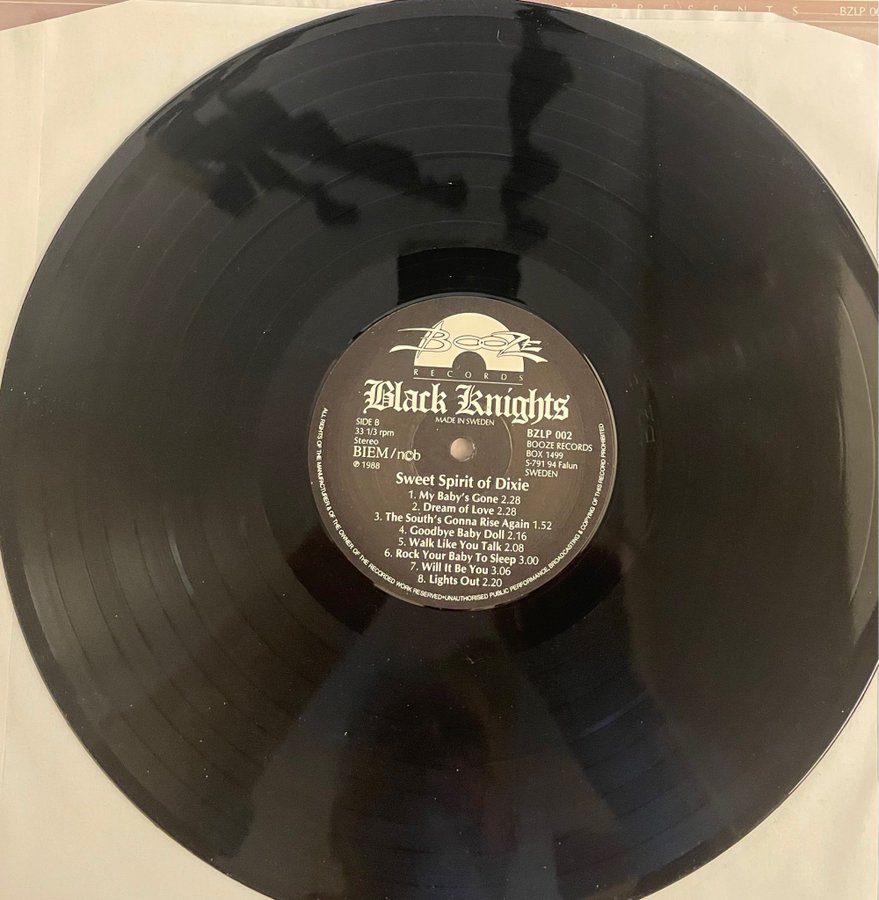 PRESENTS
BZLP
BOOZE
RECORDS
Black Knights
MADE IN SWEDEN
SIDE B
33 1/3 rpm
Stereo
BIEM/ncb
℗ 1988
BZLP 002
BOOZE RECORDS
BOX 1499
S-791 94 Falun
SWEDEN
Sweet Spirit of Dixie
1. My Baby's Gone 2.28
2. Dream of Love 2.28
3. The South's Gonna Rise Again 1.52
4. Goodbye Baby Doll 2.16
5. Walk Like You Talk 2.08
6. Rock Your Baby To Sleep 3.00
7. Will It Be You 3.06
8. Lights Out 2.20
ALL RIGHTS OF THE MANUFACTURER & OF THE OWNER OF THE RECORDED WORK RESERVED•UNAUTHORISED PUBLIC PERFORMANCE, BROADCASTING & COPYING OF THIS RECORD PROHIBITED